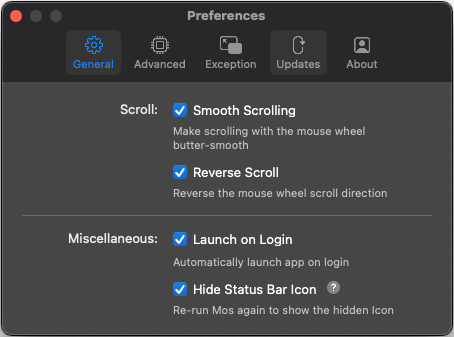 Preferences
General Advanced Exception Updates About
Scroll: Smooth Scrolling
Make scrolling with the mouse wheel
butter-smooth
Reverse Scroll
Reverse the mouse wheel scroll direction
Miscellaneous: Launch on Login
Automatically launch app on login
Hide Status Bar Icon ?
Re-run Mos again to show the hidden Icon